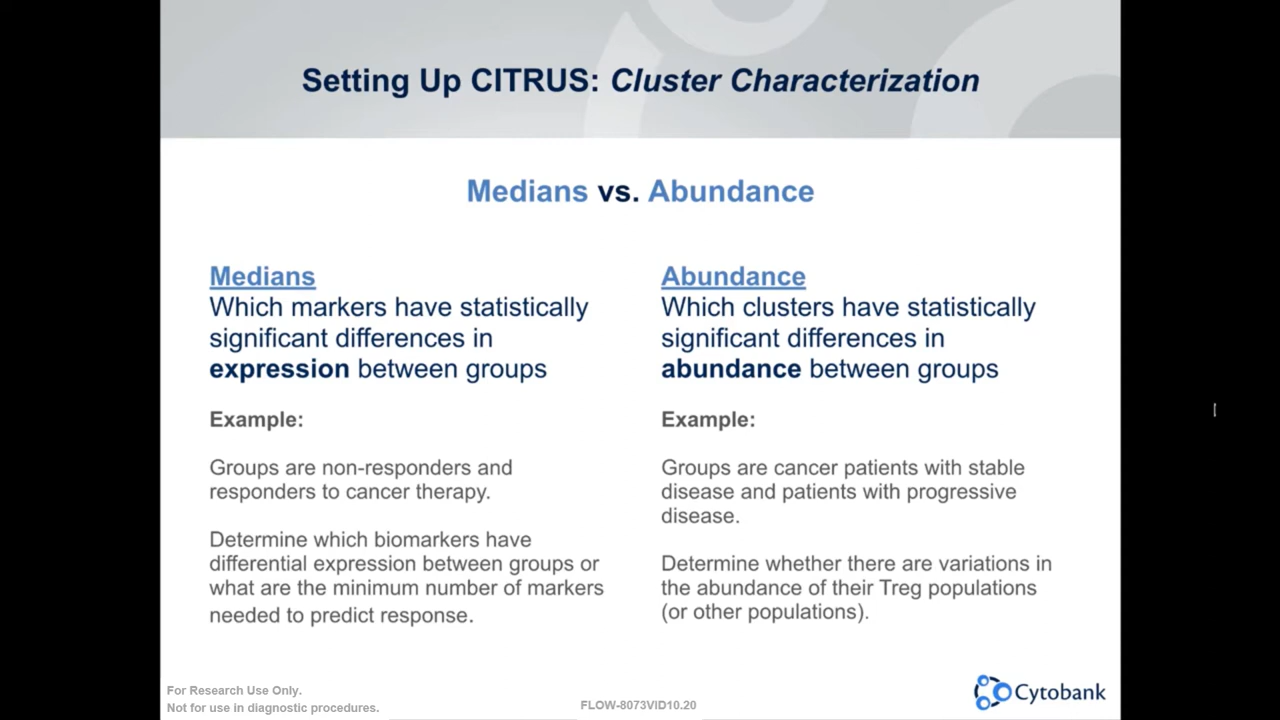 Setting Up CITRUS: Cluster Characterization
Medians vs. Abundance
Medians
Which markers have statistically
significant differences in
expression between groups
Example:
Groups are non-responders and
responders to cancer therapy.
Determine which biomarkers have
differential expression between groups or
what are the minimum number of markers
needed to predict response.
Abundance
Which clusters have statistically
significant differences in
abundance between groups
Example:
Groups are cancer patients with stable
disease and patients with progressive
disease.
Determine whether there are variations in
the abundance of their Treg populations
(or other populations).
For Research Use Only.
Not for use in diagnostic procedures.
FLOW-8073VID10.20
Cytobank